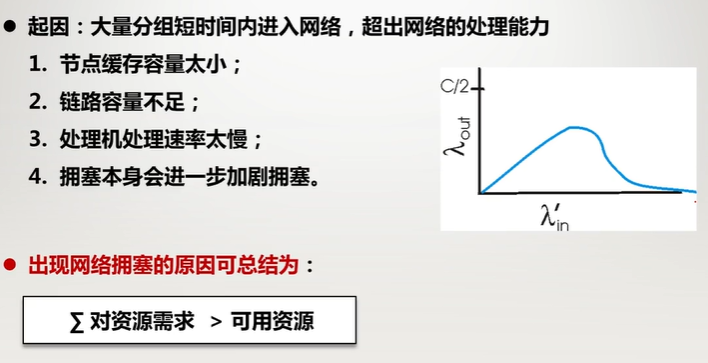 ● 起因：大量分组短时间内进入网络，超出网络的处理能力
1. 节点缓存容量太小；
2. 链路容量不足；
3. 处理机处理速率太慢；
4. 拥塞本身会进一步加剧拥塞。
C/2
λout
λ'in
● 出现网络拥塞的原因可总结为：
∑ 对资源需求 > 可用资源